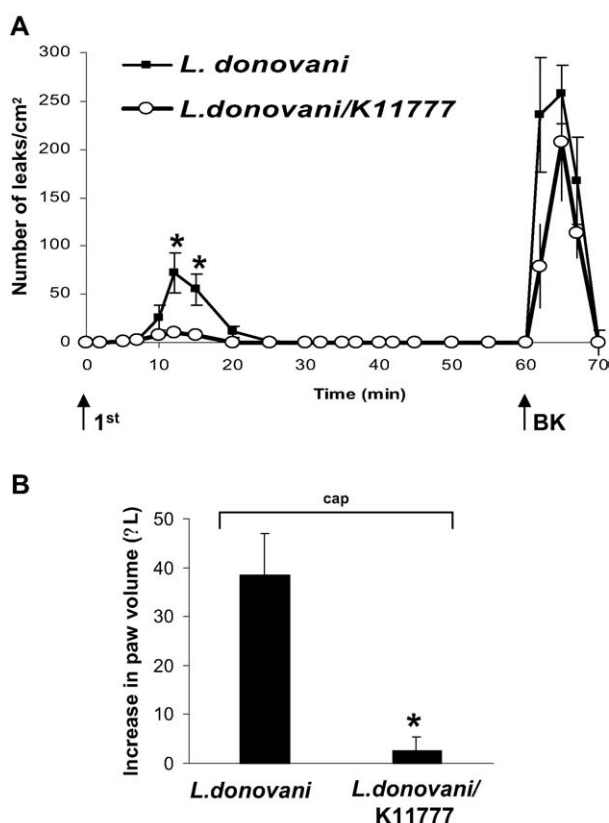 A
300
250
200
150
100
50
0
Number of leaks/cm²
L. donovani
L.donovani/K11777
*
*
0 10 20 30 40 50 60 70
Time (min)
1st
BK
B
cap
50
40
30
20
10
0
Increase in paw volume (?L)
*
L.donovani
L.donovani/
K11777